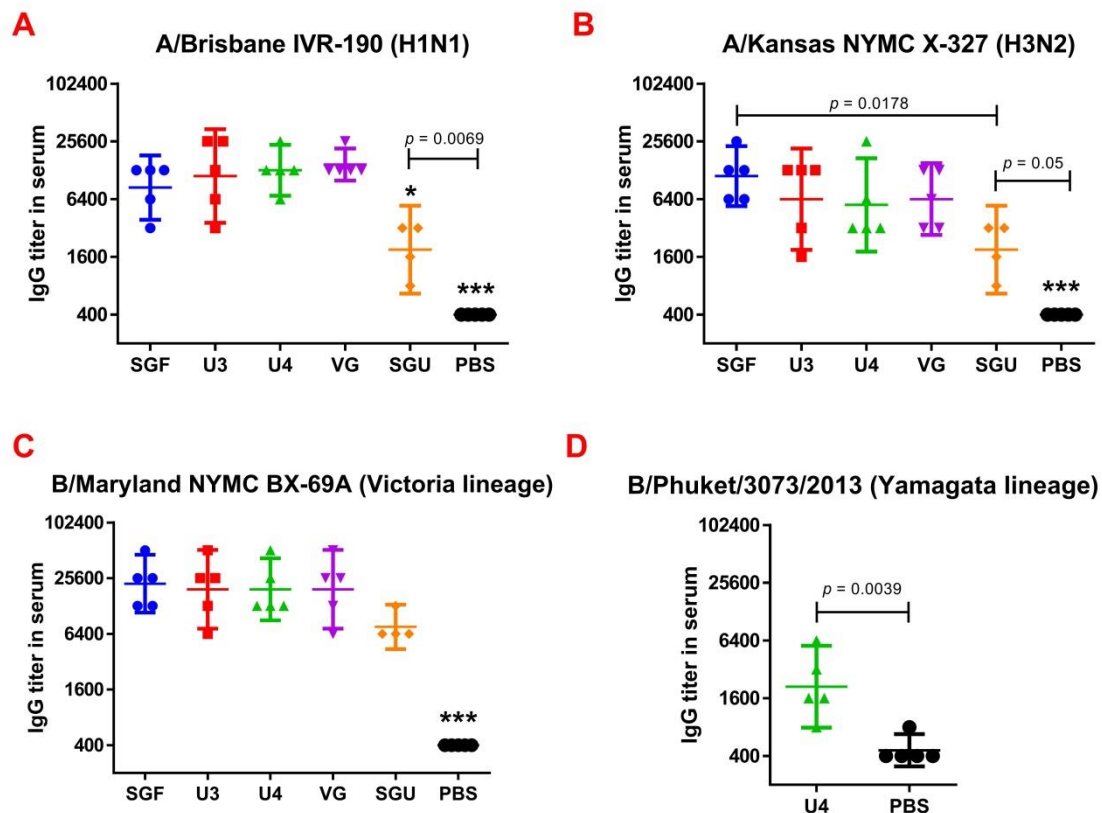 A
A/Brisbane IVR-190 (H1N1)
IgG titer in serum
102400
25600
6400
1600
400
p = 0.0069
*
***
SGF U3 U4 VG SGU PBS
B
A/Kansas NYMC X-327 (H3N2)
IgG titer in serum
102400
25600
6400
1600
400
p = 0.0178
p = 0.05
***
SGF U3 U4 VG SGU PBS
C
B/Maryland NYMC BX-69A (Victoria lineage)
IgG titer in serum
102400
25600
6400
1600
400
***
SGF U3 U4 VG SGU PBS
D
B/Phuket/3073/2013 (Yamagata lineage)
IgG titer in serum
102400
25600
6400
1600
400
p = 0.0039
U4 PBS